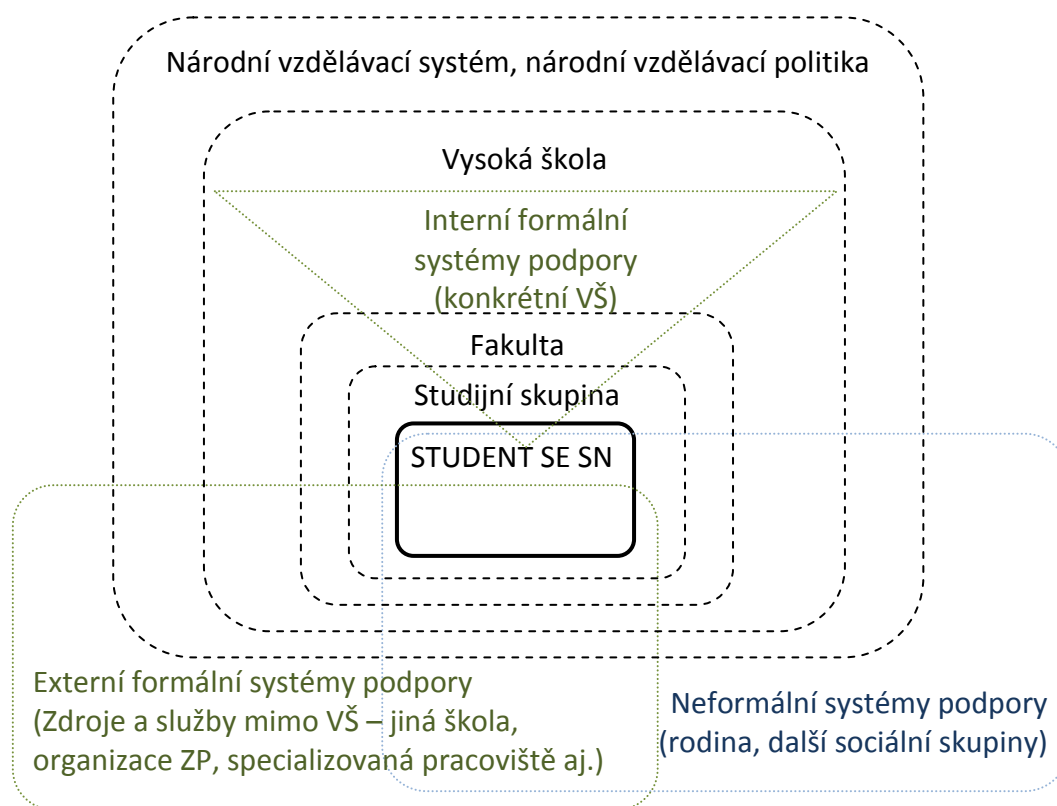 Národní vzdělávací systém, národní vzdělávací politika
Vysoká škola
Interní formální
systémy podpory
(konkrétní VŠ)
Fakulta
Studijní skupina
STUDENT SE SN
Externí formální systémy podpory
(Zdroje a služby mimo VŠ – jiná škola,
organizace ZP, specializovaná pracoviště aj.)
Neformální systémy podpory
(rodina, další sociální skupiny)